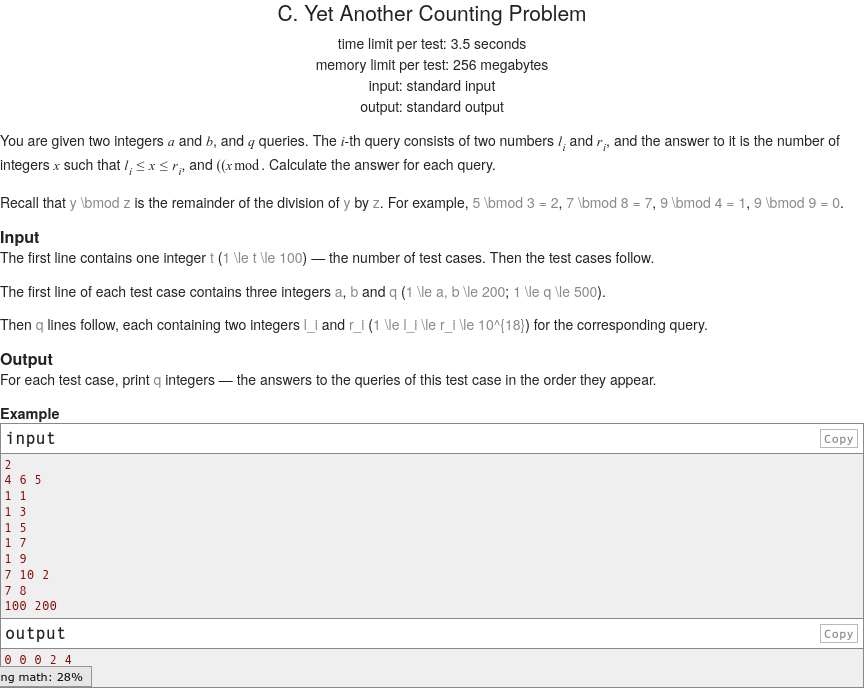 C. Yet Another Counting Problem
time limit per test: 3.5 seconds
memory limit per test: 256 megabytes
input: standard input
output: standard output
You are given two integers a and b, and q queries. The i-th query consists of two numbers l_i and r_i, and the answer to it is the number of
integers x such that l_i ≤ x ≤ r_i, and ((x mod . Calculate the answer for each query.
Recall that y \bmod z is the remainder of the division of y by z. For example, 5 \bmod 3 = 2, 7 \bmod 8 = 7, 9 \bmod 4 = 1, 9 \bmod 9 = 0.
Input
The first line contains one integer t (1 \le t \le 100) — the number of test cases. Then the test cases follow.
The first line of each test case contains three integers a, b and q (1 \le a, b \le 200; 1 \le q \le 500).
Then q lines follow, each containing two integers l_i and r_i (1 \le l_i \le r_i \le 10^{18}) for the corresponding query.
Output
For each test case, print q integers — the answers to the queries of this test case in the order they appear.
Example
input
Copy
2
4 6 5
1 1
1 3
1 5
1 7
1 9
7 10 2
7 8
100 200
output
Copy
0 0 0 2 4
ng math: 28%